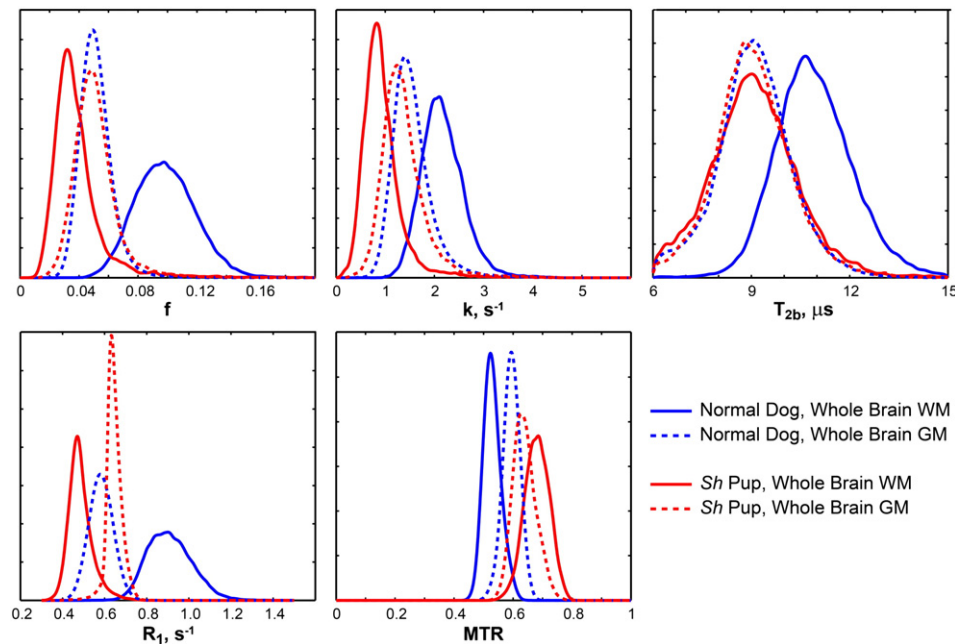 0 0.04 0.08 0.12 0.16
f
0 1 2 3 4 5
k, s⁻¹
6 9 12 15
T₂b, μs
0.2 0.4 0.6 0.8 1.0 1.2 1.4
R₁, s⁻¹
0 0.2 0.4 0.6 0.8 1
MTR
Normal Dog, Whole Brain WM
Normal Dog, Whole Brain GM
Sh Pup, Whole Brain WM
Sh Pup, Whole Brain GM